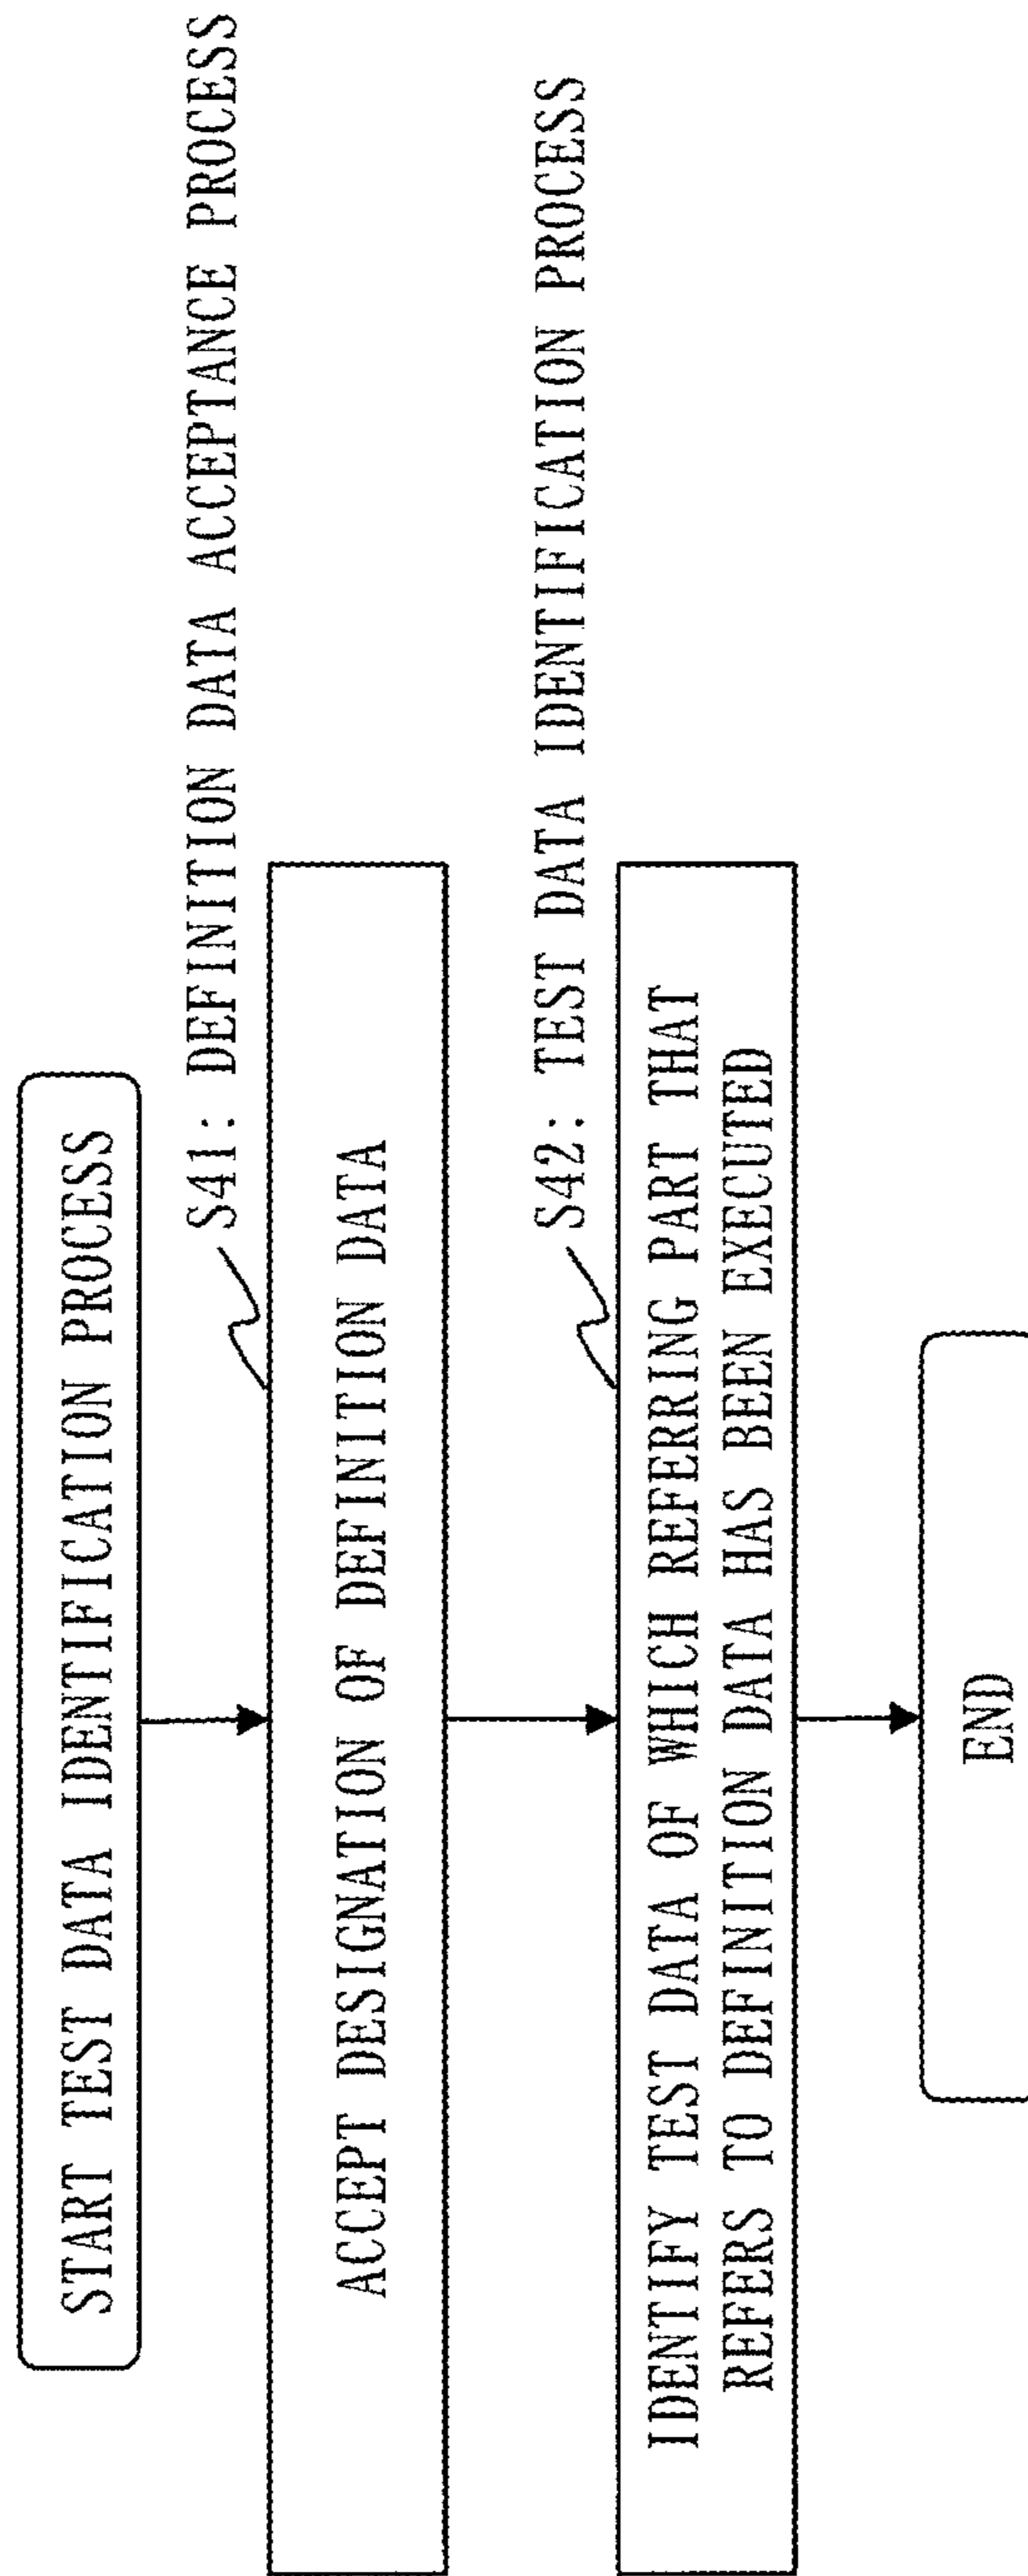 START TEST DATA IDENTIFICATION PROCESS
S41: DEFINITION DATA ACCEPTANCE PROCESS
ACCEPT DESIGNATION OF DEFINITION DATA
S42: TEST DATA IDENTIFICATION PROCESS
IDENTIFY TEST DATA OF WHICH REFERRING PART THAT
REFERS TO DEFINITION DATA HAS BEEN EXECUTED
END